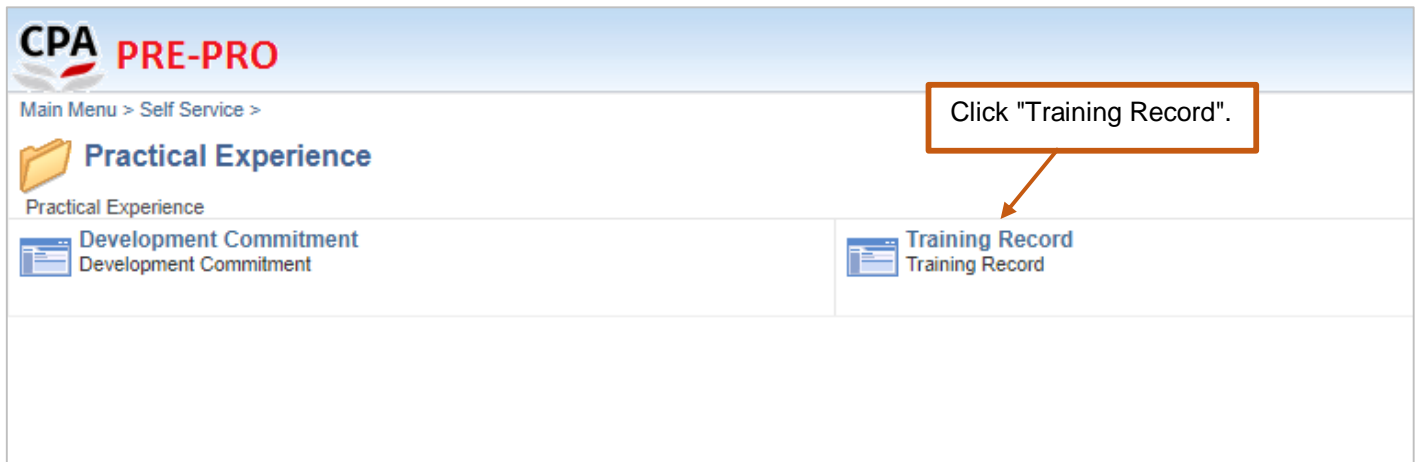 CPA PRE-PRO
Main Menu > Self Service >
Click "Training Record".
Practical Experience
Practical Experience
Development Commitment
Development Commitment
Training Record
Training Record